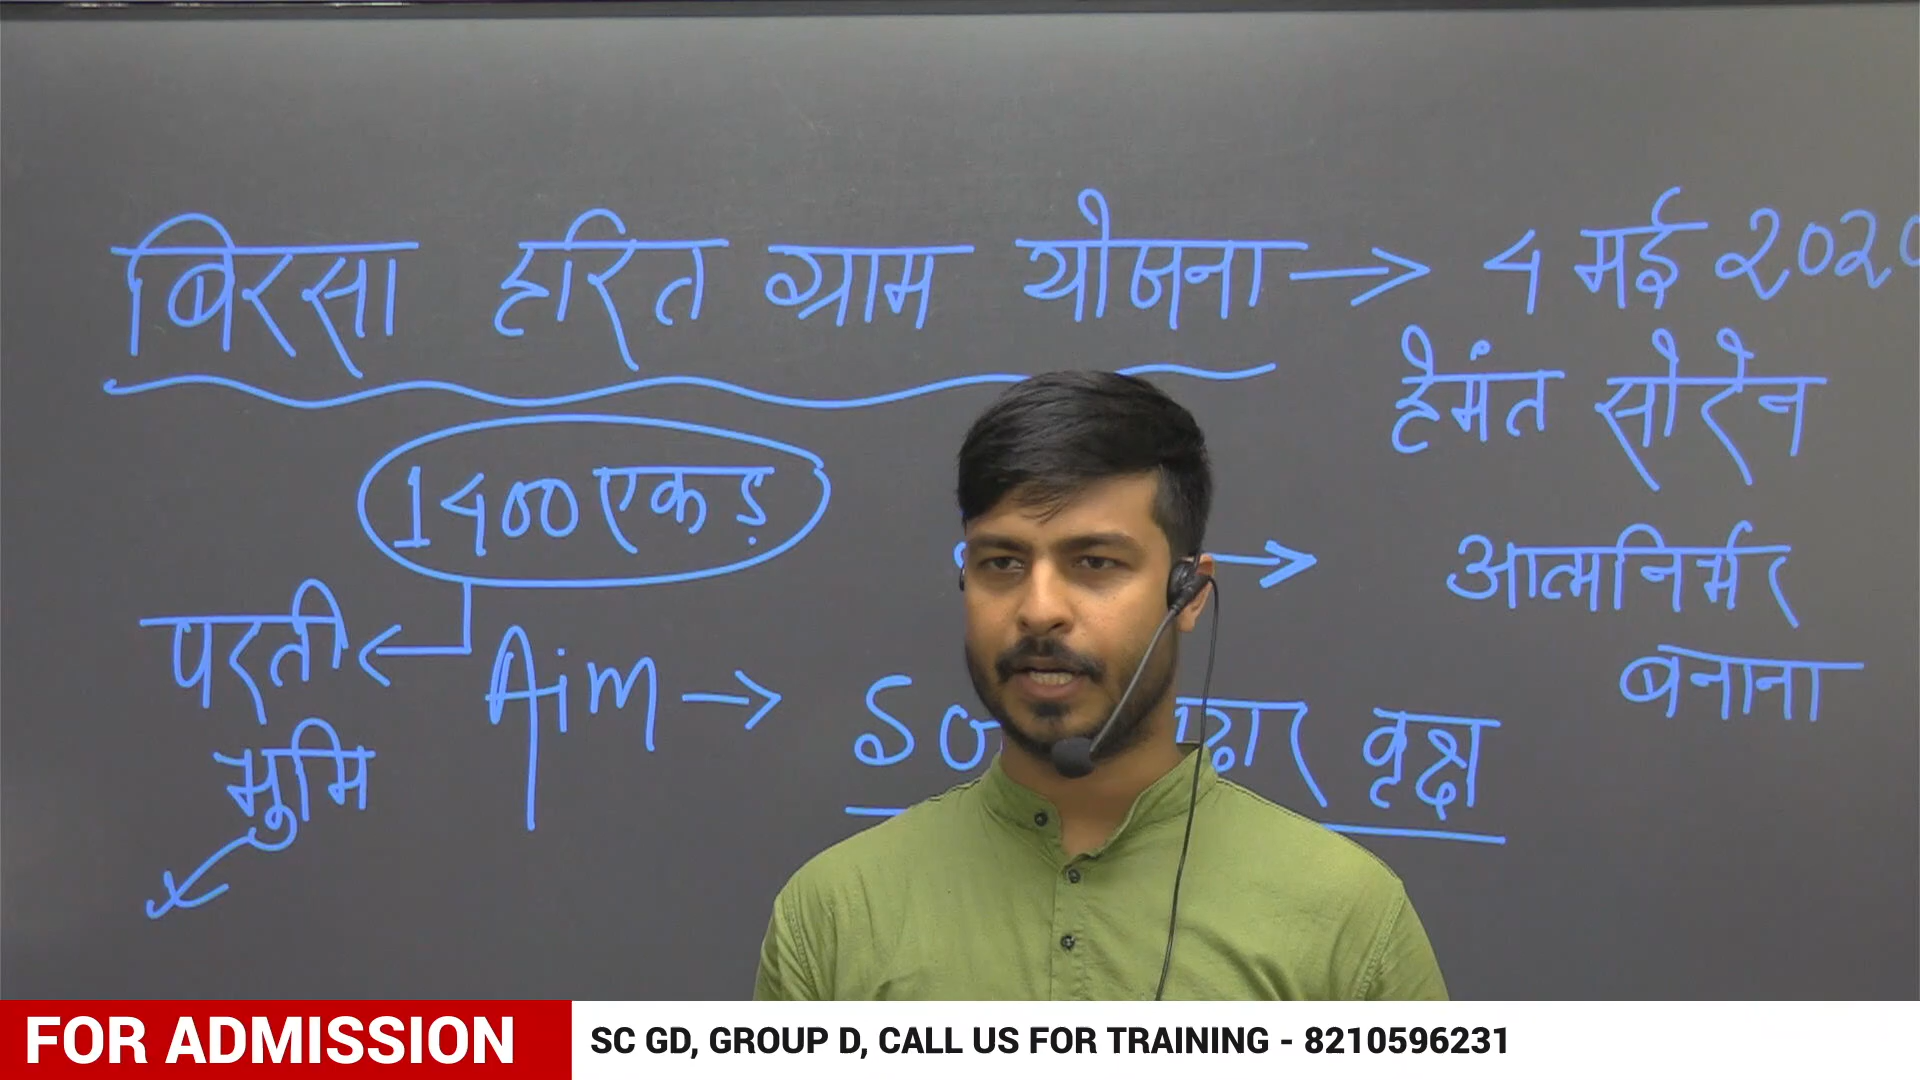 बिरसा हरित ग्राम योजना → 4 मई 2020
हेमंत सोरेन
1400 एकड़
→ आत्मनिर्भर
बनाना
परती ←
भूमि
Aim → वृक्ष
FOR ADMISSION
SC GD, GROUP D, CALL US FOR TRAINING - 8210596231